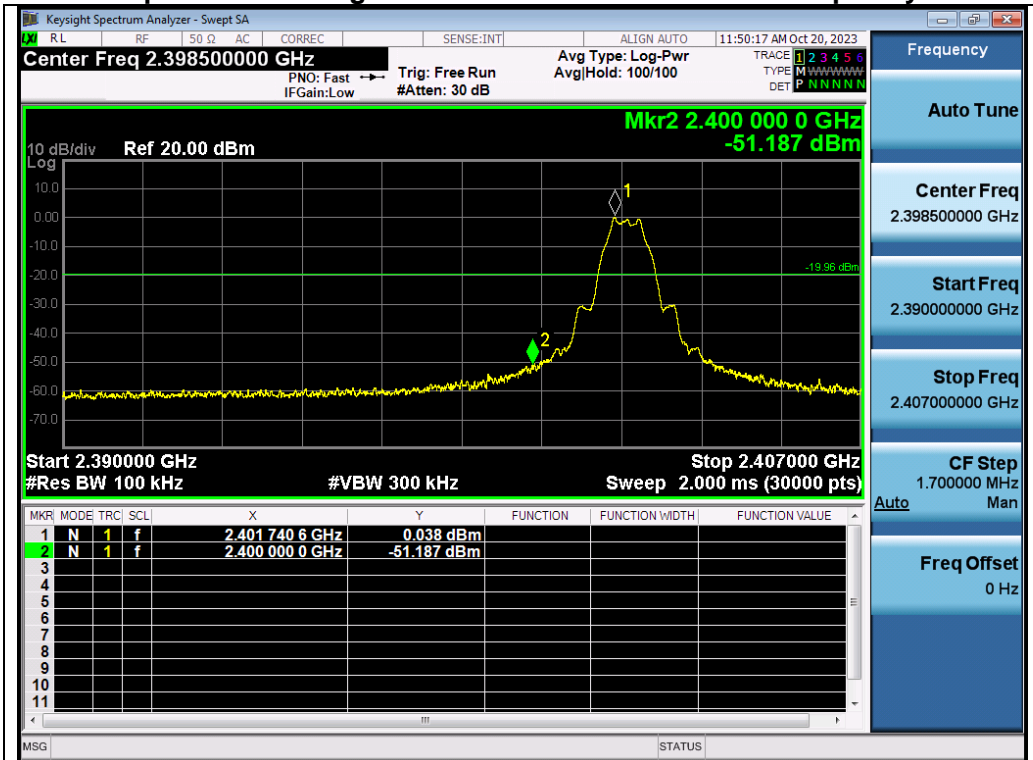 Keysight Spectrum Analyzer - Swept SA
LXI RL RF 50 Ω AC CORREC SENSE:INT ALIGN AUTO 11:50:17 AM Oct 20, 2023
Center Freq 2.398500000 GHz Avg Type: Log-Pwr TRACE 1 2 3 4 5 6
PNO: Fast Trig: Free Run Avg|Hold: 100/100 TYPE M WWWWW
IFGain:Low #Atten: 30 dB DET P N N N N N
Mkr2 2.400 000 0 GHz
10 dB/div Ref 20.00 dBm -51.187 dBm
Log
10.0
1
0.00
-10.0
-19.96 dBm
-20.0
-30.0
-40.0
2
-50.0
-60.0
-70.0
Start 2.390000 GHz Stop 2.407000 GHz
#Res BW 100 kHz #VBW 300 kHz Sweep 2.000 ms (30000 pts)
MKR MODE TRC SCL X Y FUNCTION FUNCTION WIDTH FUNCTION VALUE
1 N 1 f 2.401 740 6 GHz 0.038 dBm
2 N 1 f 2.400 000 0 GHz -51.187 dBm
3
4
5
6
7
8
9
10
11
MSG STATUS
Frequency
Auto Tune
Center Freq
2.398500000 GHz
Start Freq
2.390000000 GHz
Stop Freq
2.407000000 GHz
CF Step
1.700000 MHz
Auto Man
Freq Offset
0 Hz